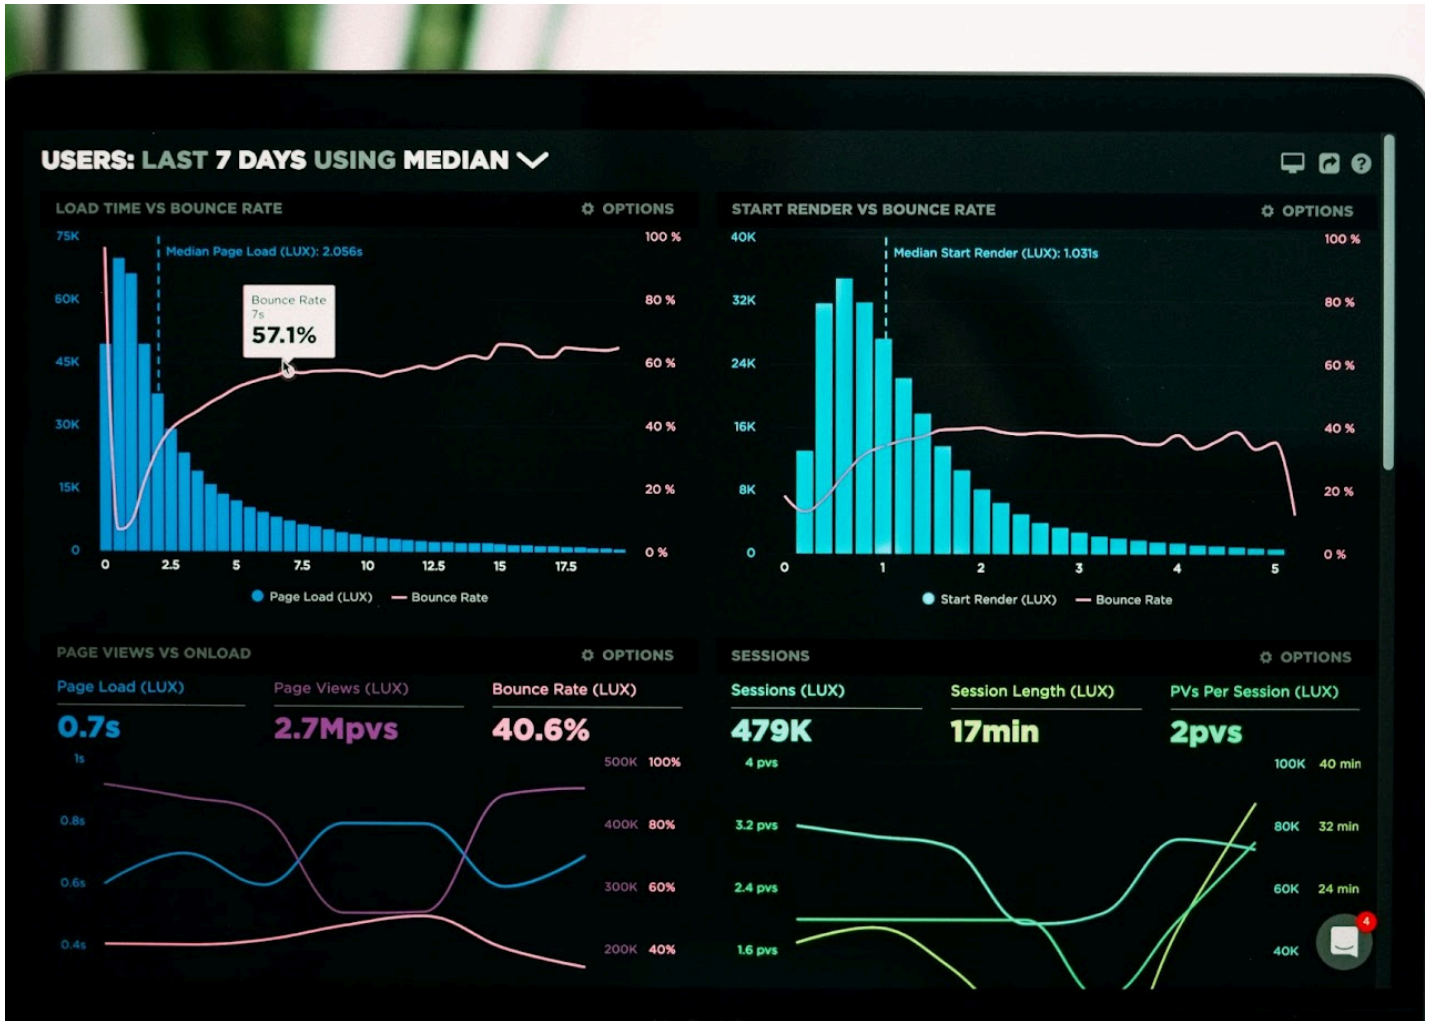 USERS: LAST 7 DAYS USING MEDIAN
LOAD TIME VS BOUNCE RATE
OPTIONS
75K
60K
45K
30K
15K
0
Median Page Load (LUX): 2.056s
Bounce Rate
7s
57.1%
100 %
80 %
60 %
40 %
20 %
0 %
0 2.5 5 7.5 10 12.5 15 17.5
Page Load (LUX) Bounce Rate
START RENDER VS BOUNCE RATE
OPTIONS
40K
32K
24K
16K
8K
0
Median Start Render (LUX): 1.031s
100 %
80 %
60 %
40 %
20 %
0 %
0 1 2 3 4 5
Start Render (LUX) Bounce Rate
PAGE VIEWS VS ONLOAD
OPTIONS
Page Load (LUX)
0.7s
Page Views (LUX)
2.7Mpvs
Bounce Rate (LUX)
40.6%
1s
0.8s
0.6s
0.4s
500K 100%
400K 80%
300K 60%
200K 40%
SESSIONS
OPTIONS
Sessions (LUX)
479K
Session Length (LUX)
17min
PVs Per Session (LUX)
2pvs
4 pvs
3.2 pvs
2.4 pvs
1.6 pvs
100K 40 min
80K 32 min
60K 24 min
40K
4